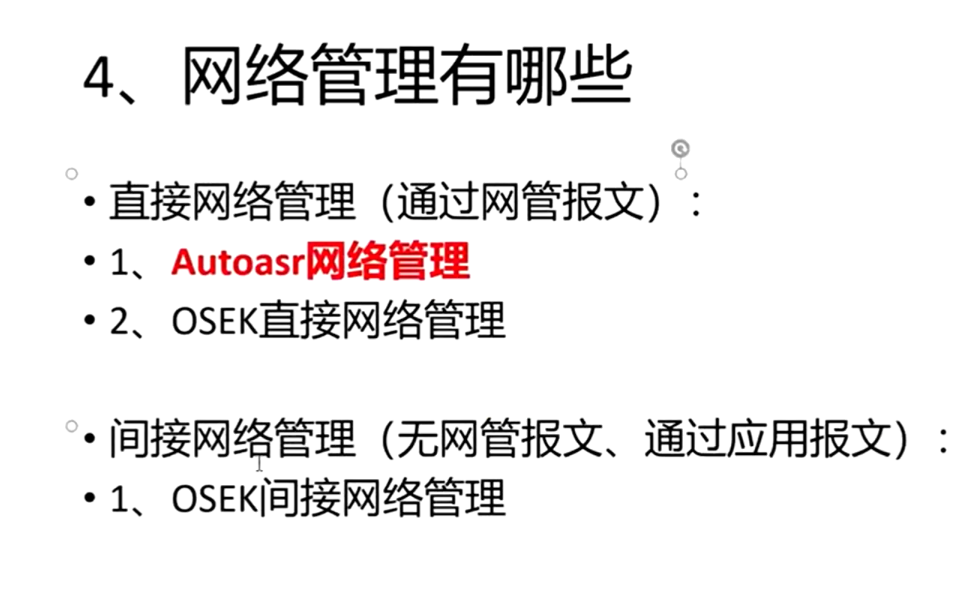 4、网络管理有哪些
• 直接网络管理（通过网管报文）：
• 1、Autoasr网络管理
• 2、OSEK直接网络管理
• 间接网络管理（无网管报文、通过应用报文）：
• 1、OSEK间接网络管理